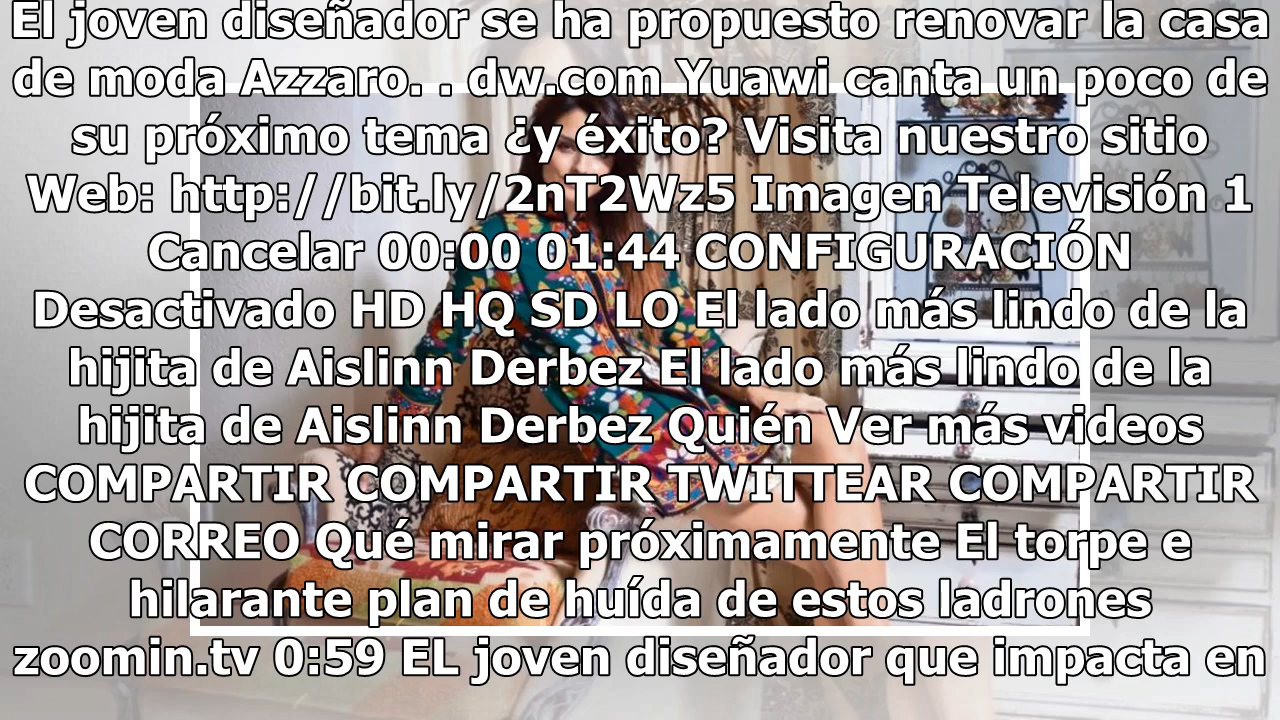 El joven diseñador se ha propuesto renovar la casa
de moda Azzaro. . dw.com Yuawi canta un poco de
su próximo tema ¿y éxito? Visita nuestro sitio
Web: http://bit.ly/2nT2Wz5 Imagen Televisión 1
Cancelar 00:00 01:44 CONFIGURACIÓN
Desactivado HD HQ SD LO El lado más lindo de la
hijita de Aislinn Derbez El lado más lindo de la
hijita de Aislinn Derbez Quién Ver más videos
COMPARTIR COMPARTIR TWITTEAR COMPARTIR
CORREO Qué mirar próximamente El torpe e
hilarante plan de huída de estos ladrones
zoomin.tv 0:59 EL joven diseñador que impacta en